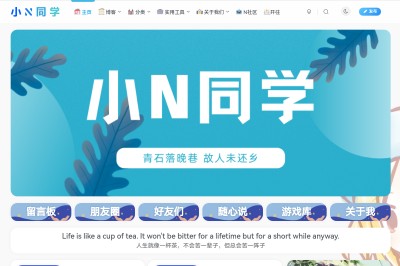 小N同学
主页 博客 分类 实用工具 关于我们 N社区
小N同学
青石落晚巷 故人未还乡
留言板 朋友圈 好友们 随心说 游戏库 关于我
Life is like a cup of tea. It won't be bitter for a lifetime but for a short while anyway.
人生就像一杯茶，不会苦一辈子，但总会苦一阵子